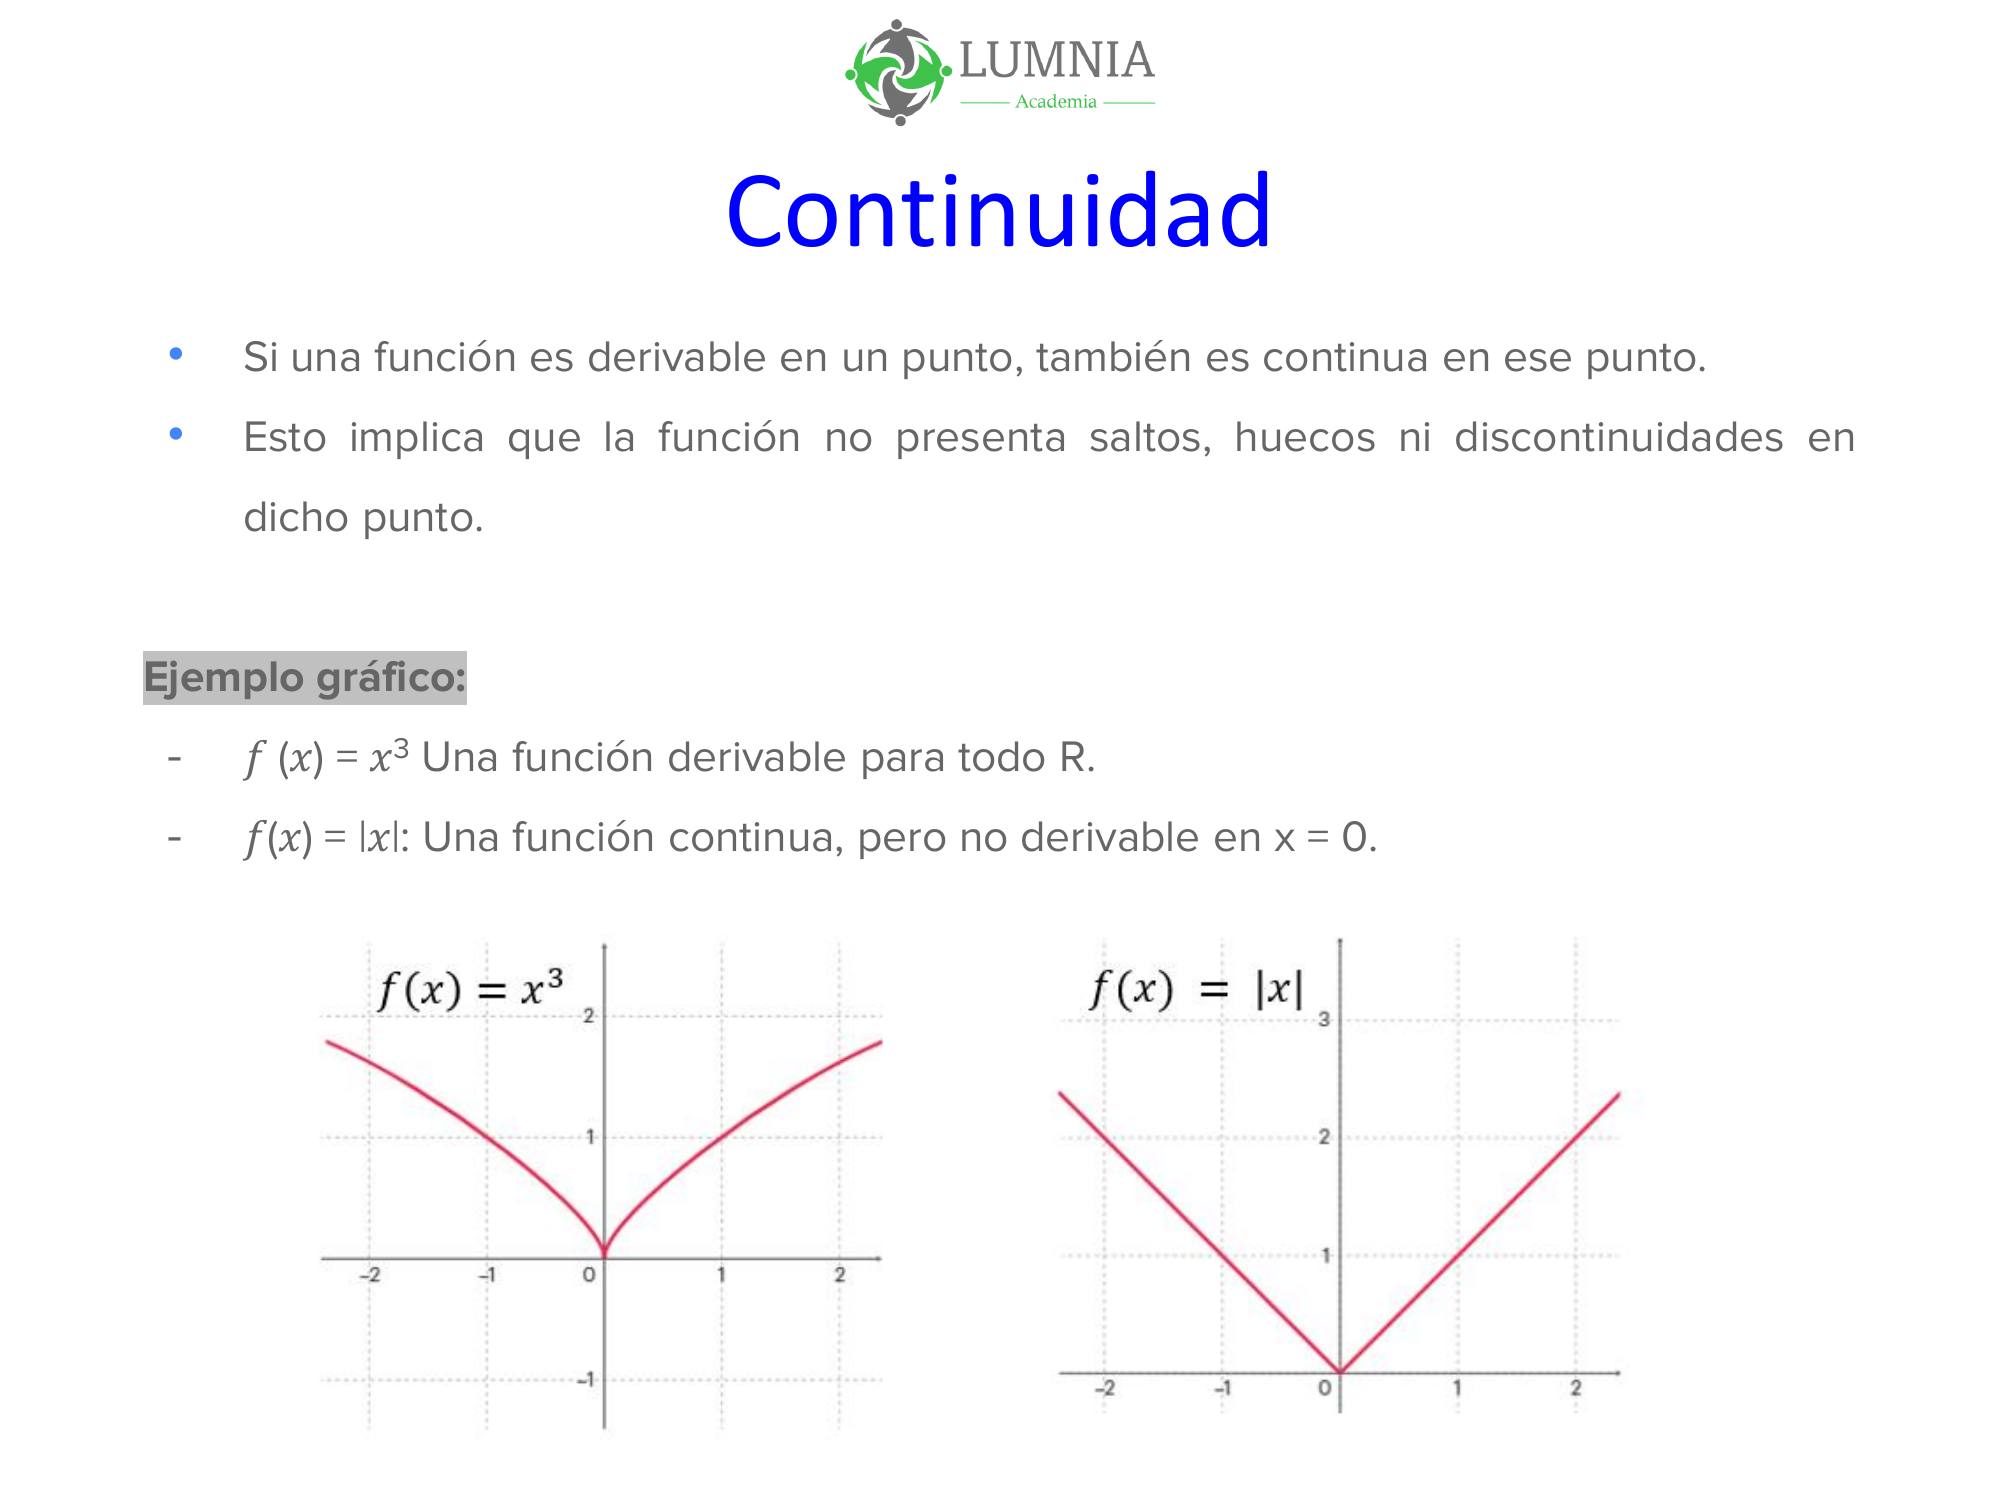 LUMNIA
Academia
Continuidad
• Si una función es derivable en un punto, también es continua en ese punto.
• Esto implica que la función no presenta saltos, huecos ni discontinuidades en
dicho punto.
Ejemplo gráfico:
- f (x) = x³ Una función derivable para todo R.
- f(x) = |x|: Una función continua, pero no derivable en x = 0.
f(x) = x³
2
1
-2 -1 0 1 2
-1
f(x) = |x|
3
2
1
-2 -1 0 1 2